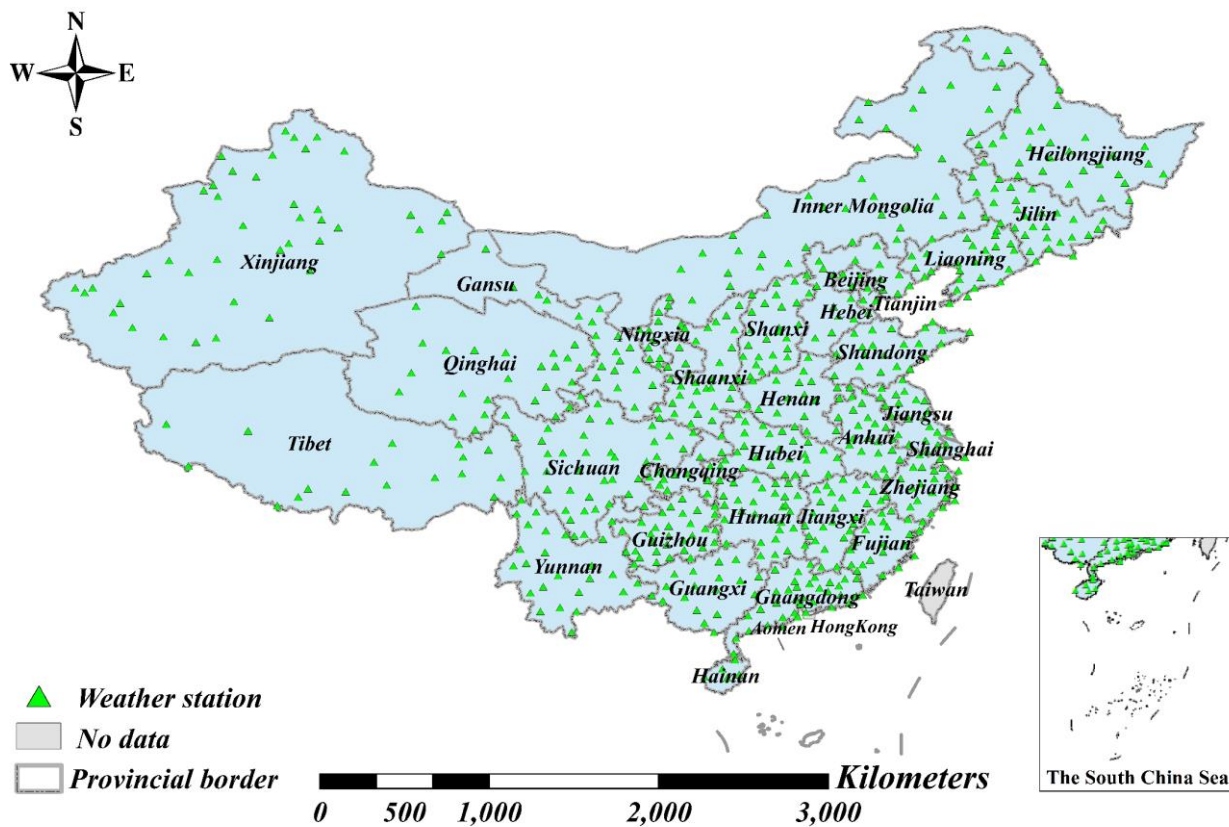 N
W E
S
Heilongjiang
Inner Mongolia
Jilin
Xinjiang
Liaoning
Gansu
Beijing
Tianjin
Hebei
Ningxia
Shanxi
Qinghai
Shandong
Shaanxi
Henan
Jiangsu
Tibet
Anhui
Shanghai
Hubei
Sichuan
Chongqing
Zhejiang
Hunan
Jiangxi
Guizhou
Fujian
Yunnan
Guangxi
Guangdong
Taiwan
Aomen
HongKong
Hainan
Weather station
No data
Provincial border
Kilometers
0 500 1,000 2,000 3,000
The South China Sea